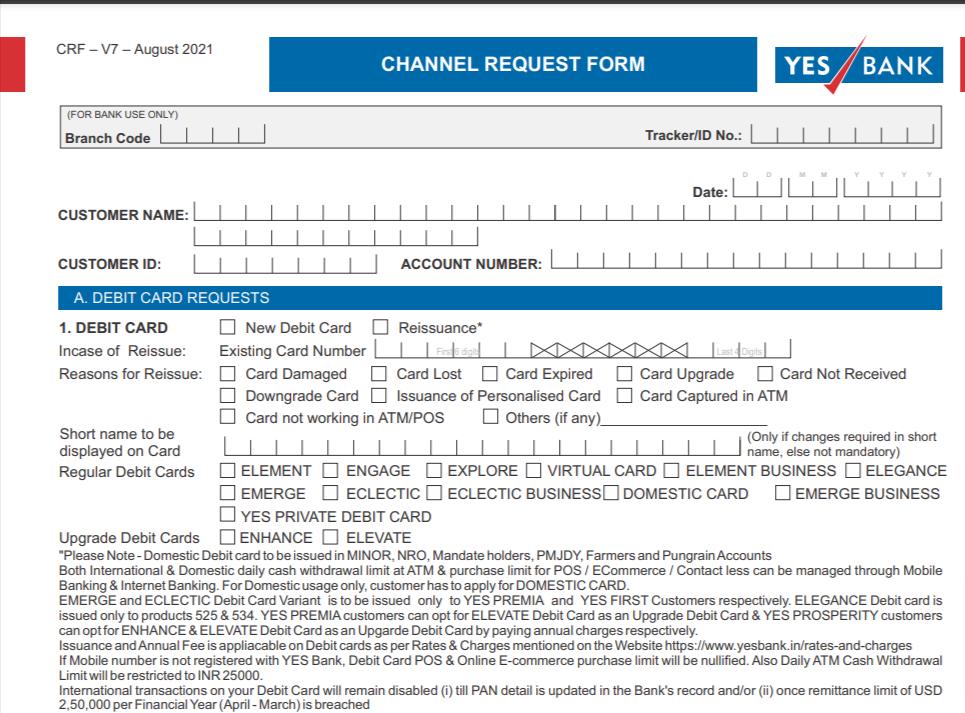 CRF – V7 – August 2021
CHANNEL REQUEST FORM
YES BANK
(FOR BANK USE ONLY)
Branch Code
Tracker/ID No.:
D D M M Y Y Y Y
Date:
CUSTOMER NAME:
CUSTOMER ID:
ACCOUNT NUMBER:
A. DEBIT CARD REQUESTS
1. DEBIT CARD New Debit Card Reissuance*
Incase of Reissue: Existing Card Number First 6 digits Last 4 Digits
Reasons for Reissue: Card Damaged Card Lost Card Expired Card Upgrade Card Not Received
Downgrade Card Issuance of Personalised Card Card Captured in ATM
Card not working in ATM/POS Others (if any)
Short name to be
displayed on Card
(Only if changes required in short
name, else not mandatory)
Regular Debit Cards ELEMENT ENGAGE EXPLORE VIRTUAL CARD ELEMENT BUSINESS ELEGANCE
EMERGE ECLECTIC ECLECTIC BUSINESS DOMESTIC CARD EMERGE BUSINESS
YES PRIVATE DEBIT CARD
Upgrade Debit Cards ENHANCE ELEVATE
"Please Note - Domestic Debit card to be issued in MINOR, NRO, Mandate holders, PMJDY, Farmers and Pungrain Accounts
Both International & Domestic daily cash withdrawal limit at ATM & purchase limit for POS / ECommerce / Contact less can be managed through Mobile
Banking & Internet Banking. For Domestic usage only, customer has to apply for DOMESTIC CARD.
EMERGE and ECLECTIC Debit Card Variant is to be issued only to YES PREMIA and YES FIRST Customers respectively. ELEGANCE Debit card is
issued only to products 525 & 534. YES PREMIA customers can opt for ELEVATE Debit Card as an Upgrade Debit Card & YES PROSPERITY customers
can opt for ENHANCE & ELEVATE Debit Card as an Upgarde Debit Card by paying annual charges respectively.
Issuance and Annual Fee is appliacable on Debit cards as per Rates & Charges mentioned on the Website https://www.yesbank.in/rates-and-charges
If Mobile number is not registered with YES Bank, Debit Card POS & Online E-commerce purchase limit will be nullified. Also Daily ATM Cash Withdrawal
Limit will be restricted to INR 25000.
International transactions on your Debit Card will remain disabled (i) till PAN detail is updated in the Bank's record and/or (ii) once remittance limit of USD
2,50,000 per Financial Year (April - March) is breached